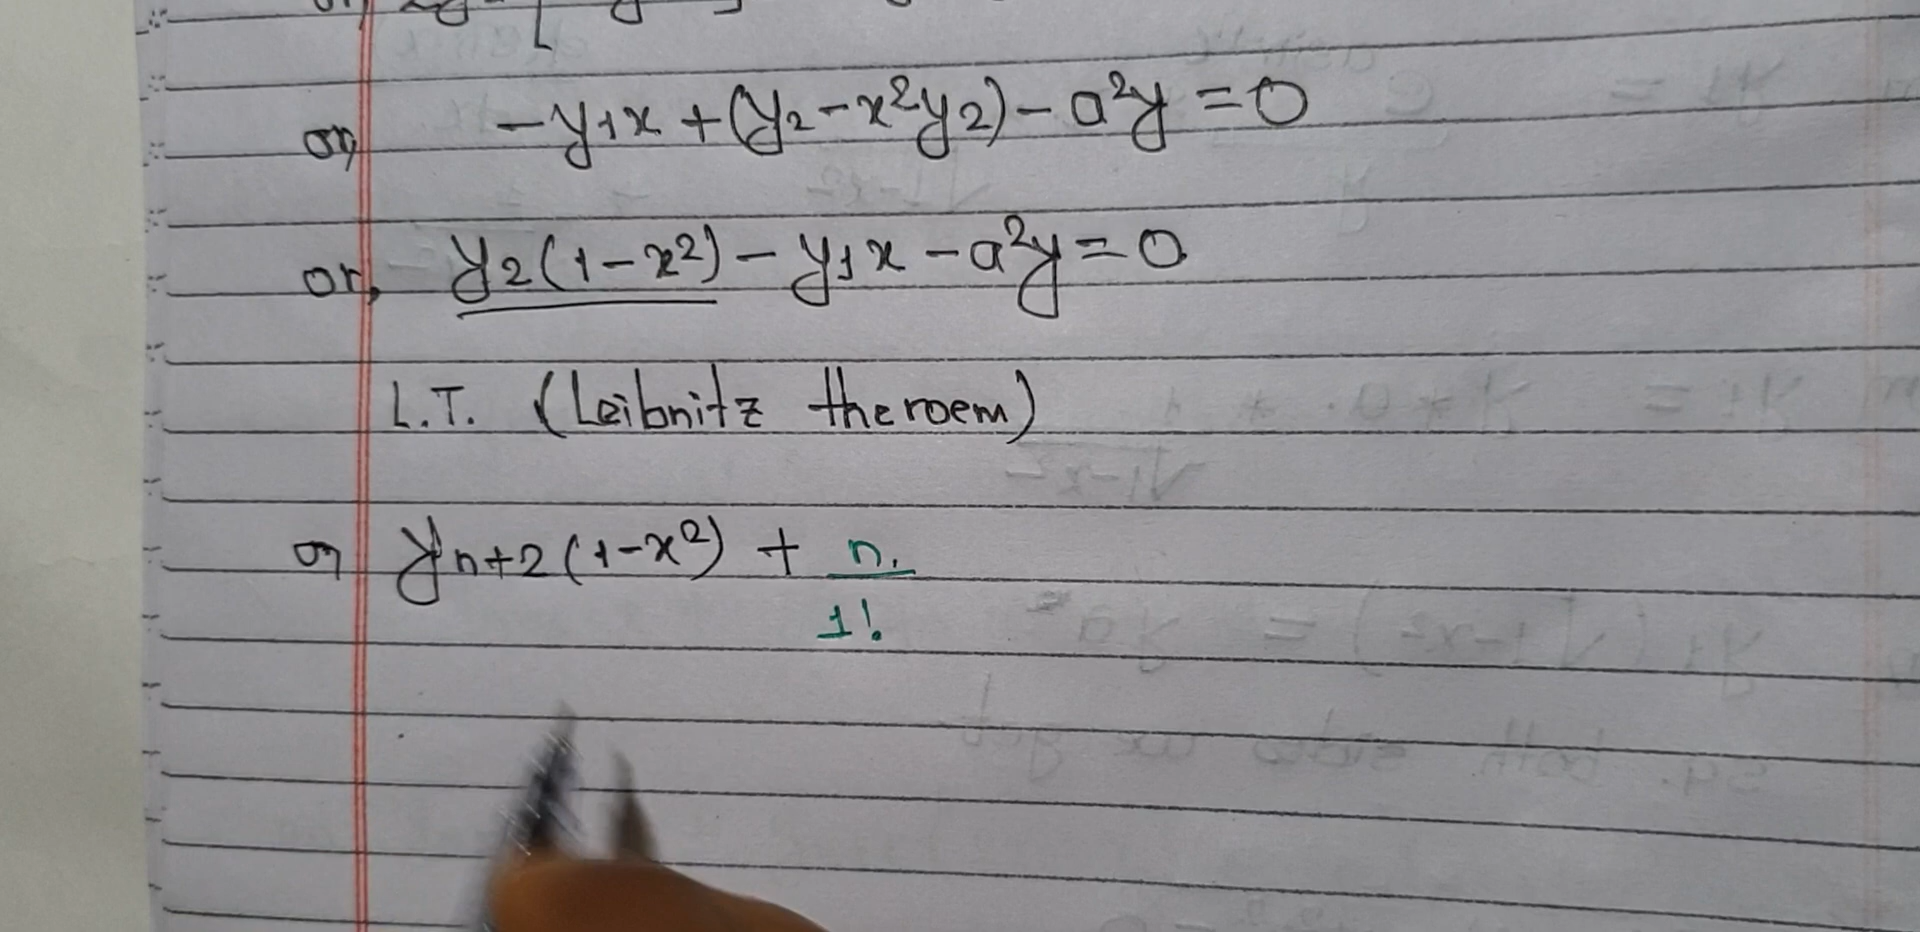 or, -y₁x + (y₂ - x²y₂) - a²y = 0
or, y₂(1 - x²) - y₁x - a²y = 0
L.T. (Leibnitz theroem)
or yₙ₊₂(1 - x²) + n. / 1!